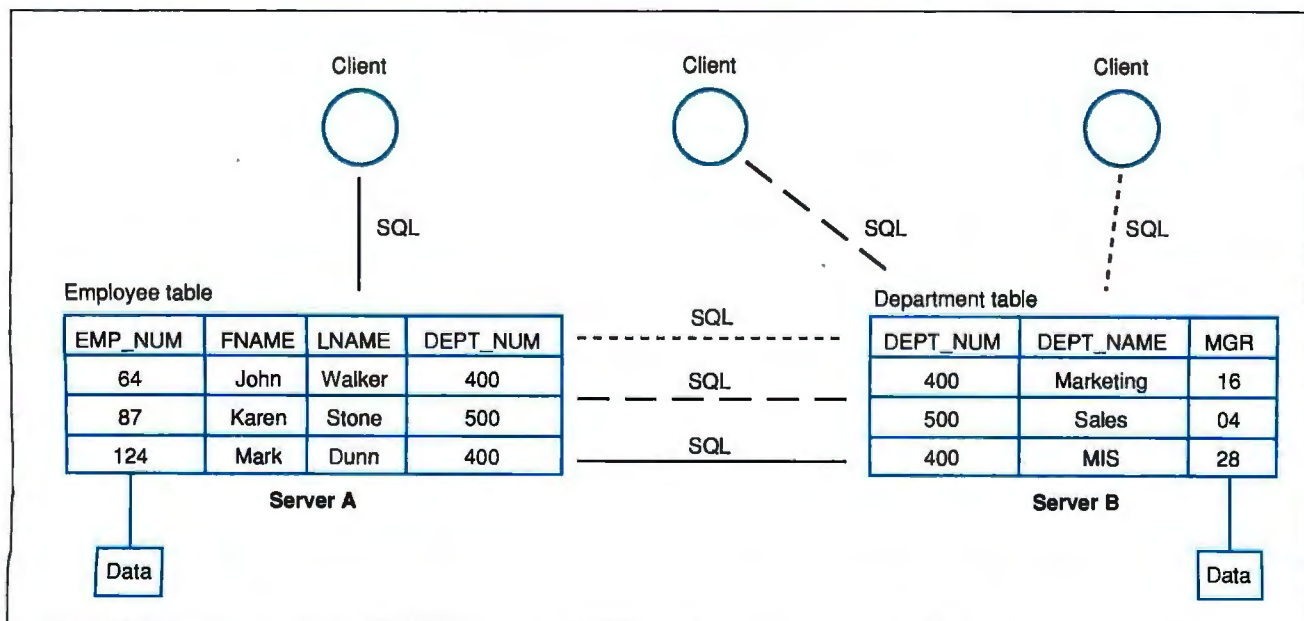 Client
Client
Client
SQL
SQL
SQL
Employee table
EMP_NUM FNAME LNAME DEPT_NUM
64 John Walker 400
87 Karen Stone 500
124 Mark Dunn 400
Server A
Data
SQL
SQL
SQL
Department table
DEPT_NUM DEPT_NAME MGR
400 Marketing 16
500 Sales 04
400 MIS 28
Server B
Data